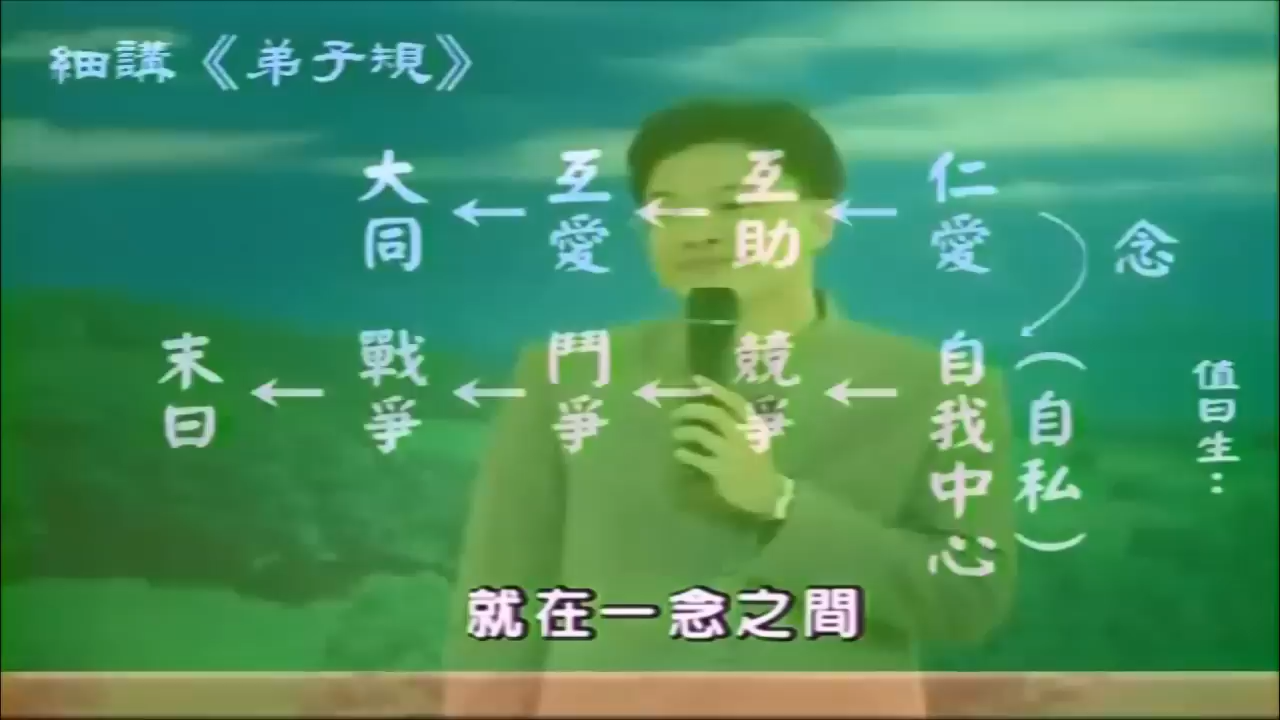 細講《弟子規》
念
仁愛←互助←互愛←大同
自我中心(自私)←競爭←鬥爭←戰爭←末日
值日生：
就在一念之間